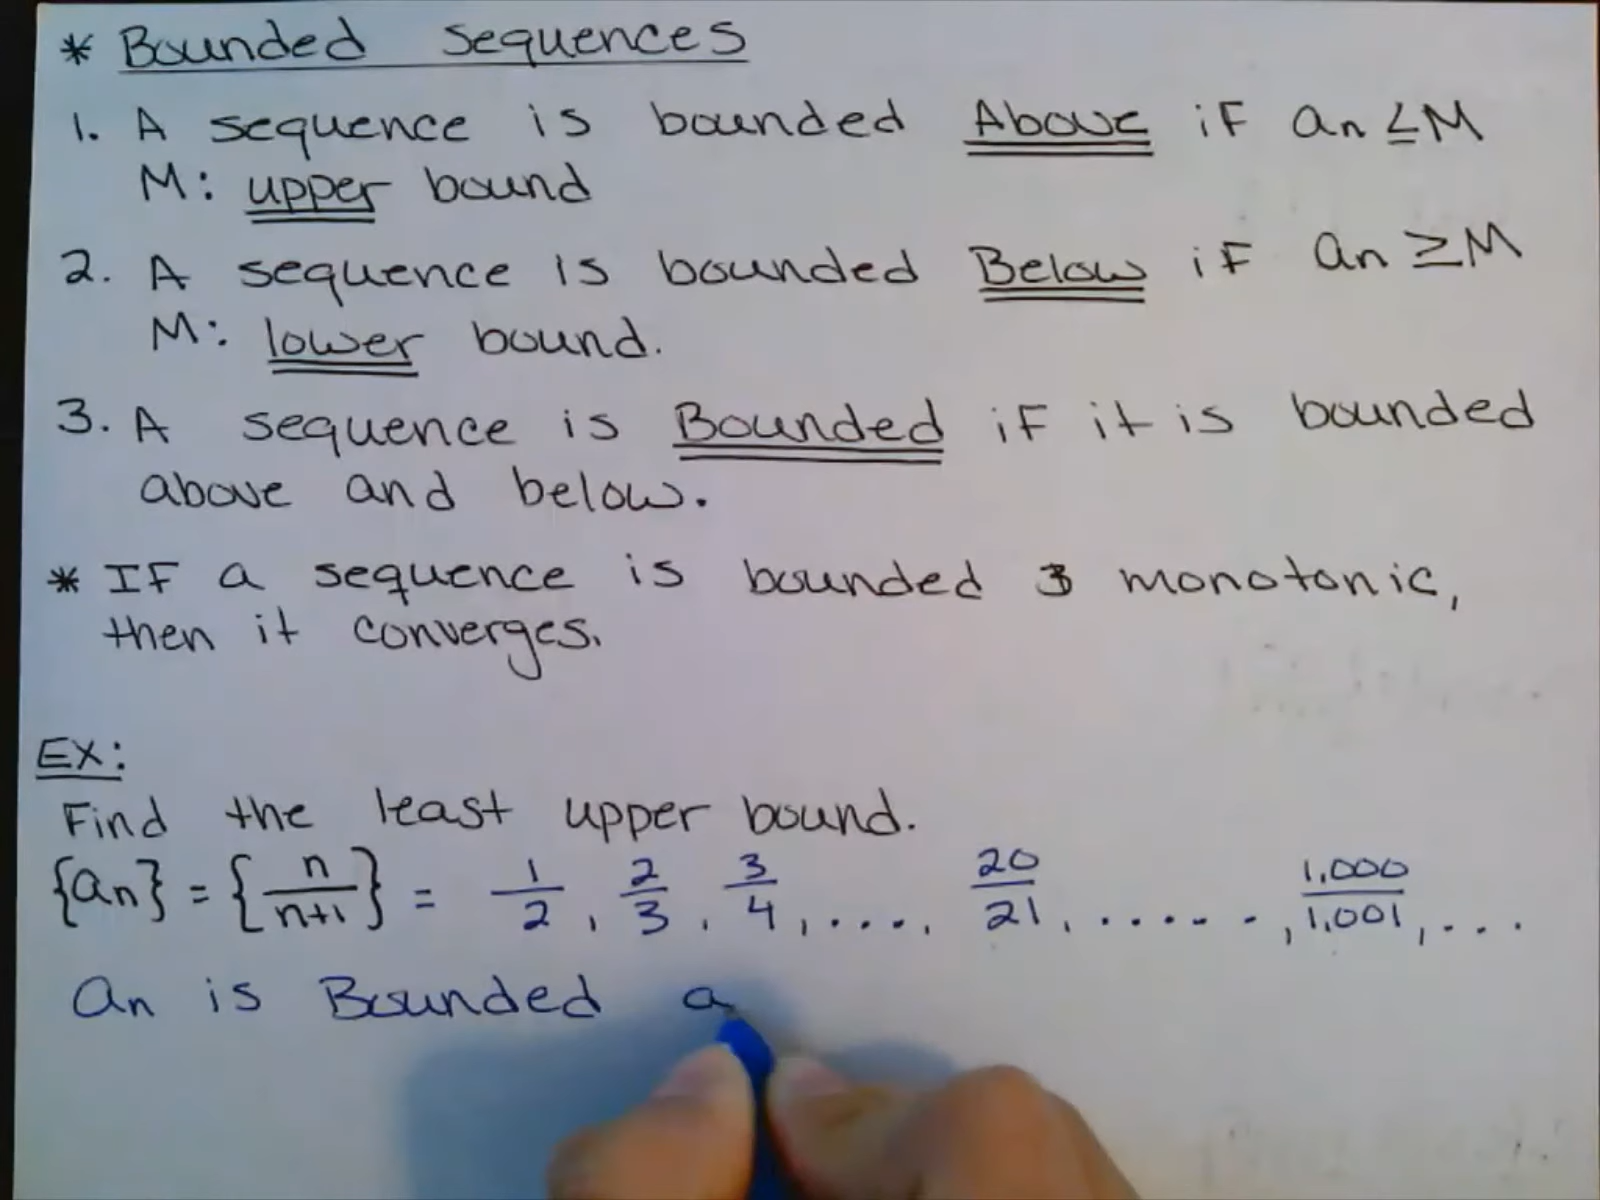 * Bounded sequences
1. A sequence is bounded Above if an ≤ M
M: upper bound
2. A sequence is bounded Below if an ≥ M
M: lower bound.
3. A sequence is Bounded if it is bounded
above and below.
* IF a sequence is bounded & monotonic,
then it converges.
EX:
Find the least upper bound.
{an} = {n/(n+1)} = 1/2, 2/3, 3/4, ...., 20/21, ......, 1,000/1,001, ...
an is Bounded a